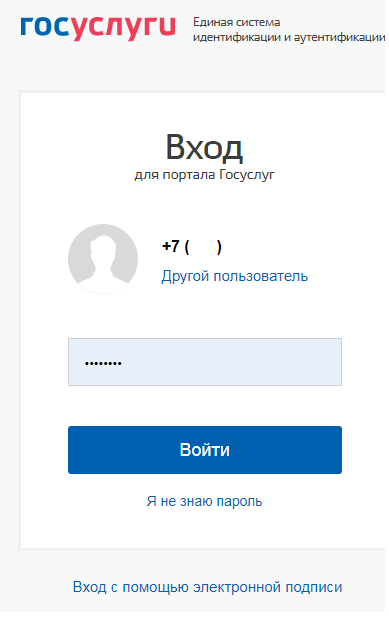 госуслуги
Единая система
идентификации и аутентификации
Вход
для портала Госуслуг
+7 ( )
Другой пользователь
••••••••
Войти
Я не знаю пароль
Вход с помощью электронной подписи